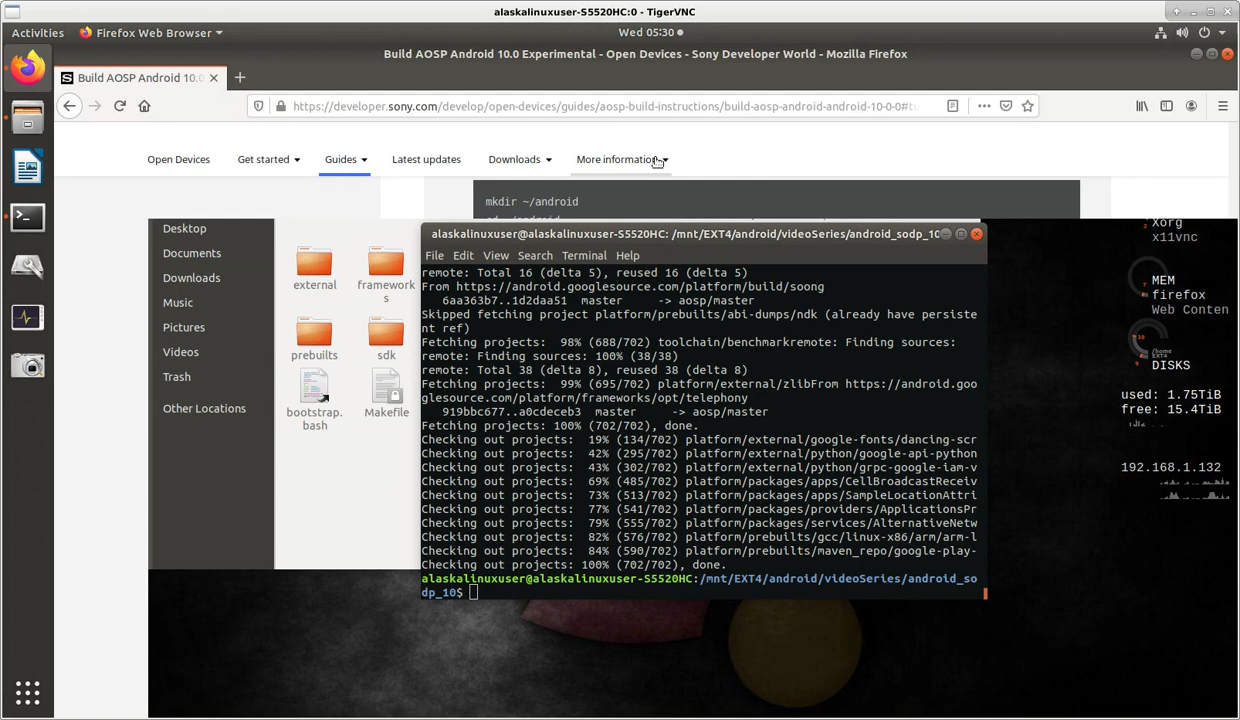 alaskalinuxuser-S5520HC:0 - TigerVNC
Activities
Firefox Web Browser
Wed 05:30
Build AOSP Android 10.0 Experimental - Open Devices - Sony Developer World - Mozilla Firefox
Build AOSP Android 10.0
https://developer.sony.com/develop/open-devices/guides/aosp-build-instructions/build-aosp-android-android-10-0-0#tu
Open Devices
Get started
Guides
Latest updates
Downloads
More information
mkdir ~/android
Desktop
Documents
Downloads
Music
Pictures
Videos
Trash
Other Locations
external
framework
s
prebuilts
sdk
bootstrap.
bash
Makefile
alaskalinuxuser@alaskalinuxuser-S5520HC: /mnt/EXT4/android/videoSeries/android_sodp_10
File Edit View Search Terminal Help
remote: Total 16 (delta 5), reused 16 (delta 5)
From https://android.googlesource.com/platform/build/soong
6aa363b7..1d2daa51 master -> aosp/master
Skipped fetching project platform/prebuilts/abi-dumps/ndk (already have persiste
nt ref)
Fetching projects: 98% (688/702) toolchain/benchmarkremote: Finding sources:
remote: Finding sources: 100% (38/38)
remote: Total 38 (delta 8), reused 38 (delta 8)
Fetching projects: 99% (695/702) platform/external/zlibFrom https://android.goo
glesource.com/platform/frameworks/opt/telephony
919bbc677..a0cdeceb3 master -> aosp/master
Fetching projects: 100% (702/702), done.
Checking out projects: 19% (134/702) platform/external/google-fonts/dancing-scr
Checking out projects: 42% (295/702) platform/external/python/google-api-python
Checking out projects: 43% (302/702) platform/external/python/grpc-google-iam-v
Checking out projects: 69% (485/702) platform/packages/apps/CellBroadcastReceiv
Checking out projects: 73% (513/702) platform/packages/apps/SampleLocationAttri
Checking out projects: 77% (541/702) platform/packages/providers/ApplicationsPr
Checking out projects: 79% (555/702) platform/packages/services/AlternativeNetw
Checking out projects: 82% (576/702) platform/prebuilts/gcc/linux-x86/arm/arm-l
Checking out projects: 84% (590/702) platform/prebuilts/maven_repo/google-play-
Checking out projects: 100% (702/702), done.
alaskalinuxuser@alaskalinuxuser-S5520HC:/mnt/EXT4/android/videoSeries/android_so
dp_10$
Xorg
x11vnc
MEM
firefox
Web Conten
/home
EXT4
DISKS
used: 1.75TiB
free: 15.4TiB
192.168.1.132